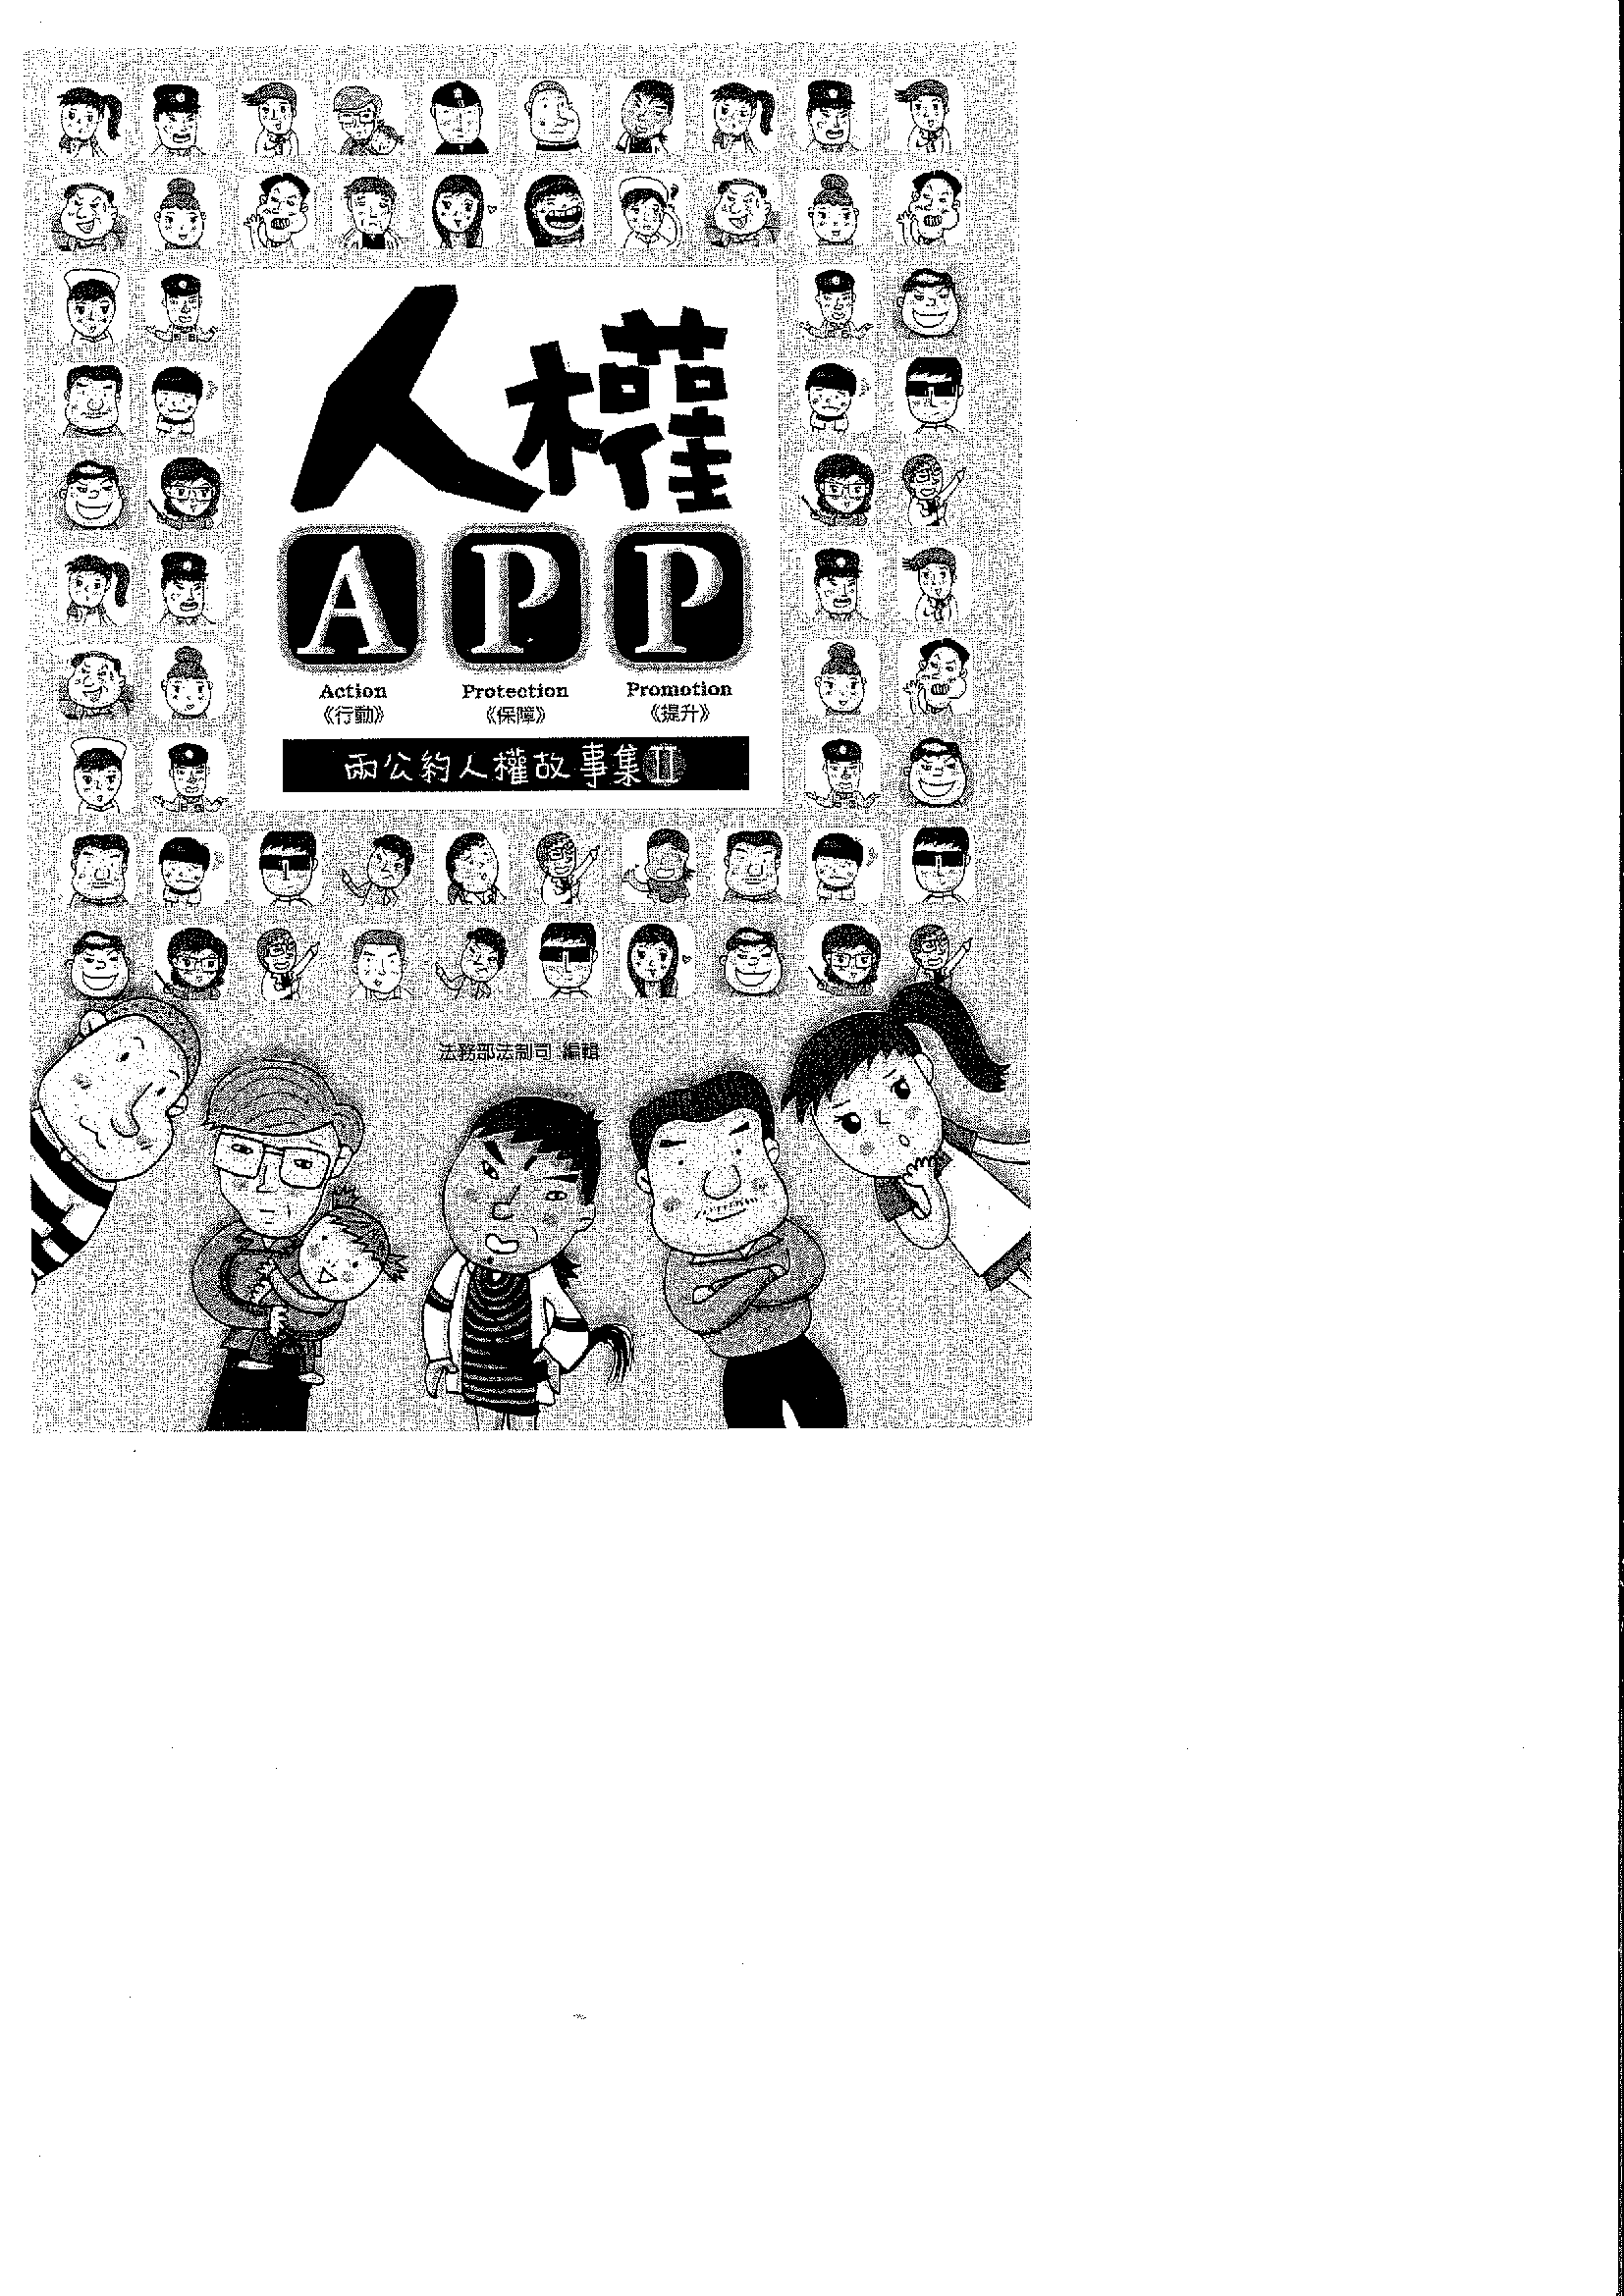 人權
A P P
Action Protection Promotion
《行動》 《保障》 《提升》
兩公約人權故事集II
法務部法制司 編輯